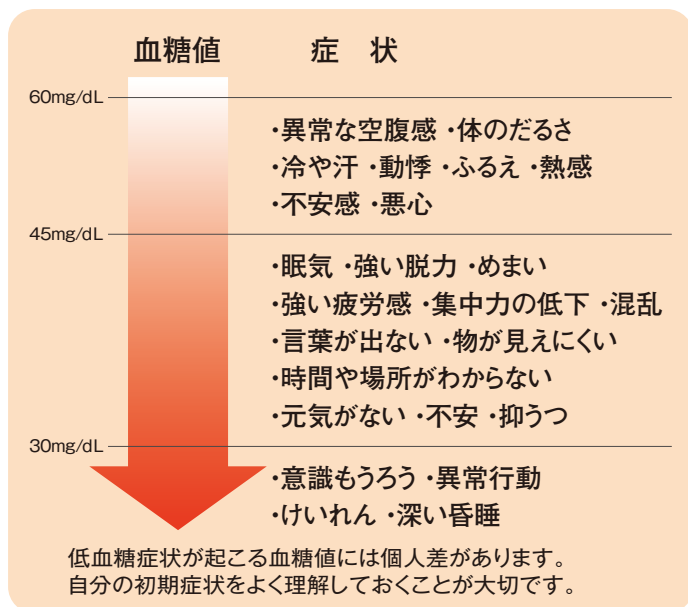 血糖値 症 状
60mg/dL
・異常な空腹感 ・体のだるさ
・冷や汗 ・動悸 ・ふるえ ・熱感
・不安感 ・悪心
45mg/dL
・眠気 ・強い脱力 ・めまい
・強い疲労感 ・集中力の低下 ・混乱
・言葉が出ない ・物が見えにくい
・時間や場所がわからない
・元気がない ・不安 ・抑うつ
30mg/dL
・意識もうろう ・異常行動
・けいれん ・深い昏睡
低血糖症状が起こる血糖値には個人差があります。
自分の初期症状をよく理解しておくことが大切です。